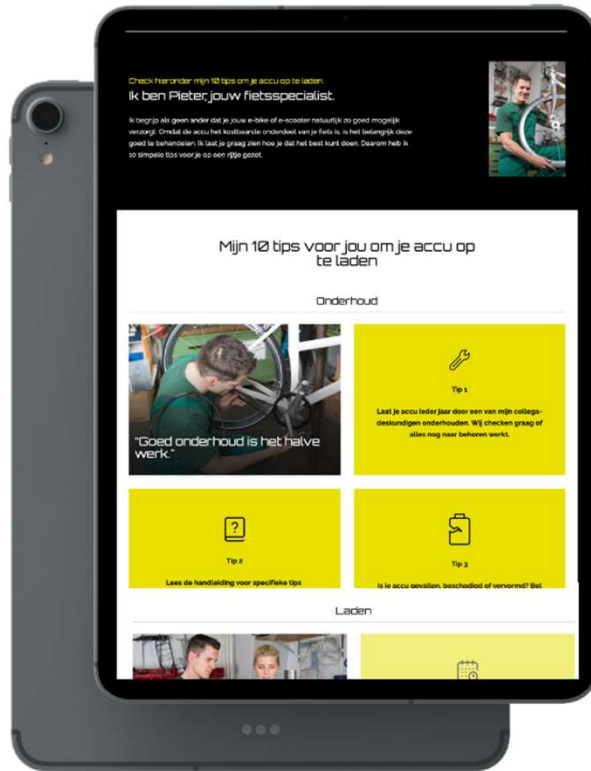 Check hieronder mijn 10 tips om je accu op te laden.
Ik ben Pieter, jouw fietsspecialist.
Ik begrijp als geen ander dat je jouw e-bike of e-scooter natuurlijk zo goed mogelijk
verzorgt. Omdat de accu het kostbaarste onderdeel van je fiets is, is het belangrijk deze
goed te behandelen. Ik laat je graag zien hoe je dat het best kunt doen. Daarom heb ik
10 simpele tips voor je op een rijtje gezet.
Mijn 10 tips voor jou om je accu op
te laden
Onderhoud
"Goed onderhoud is het halve
werk."
Tip 1
Laat je accu ieder jaar door een van mijn collega-
deskundigen onderhouden. Wij checken graag of
alles nog naar behoren werkt.
?
Tip 2
Lees de handleiding voor specifieke tips
Tip 3
Is je accu gevallen, beschadigd of vervormd? Bel
Laden